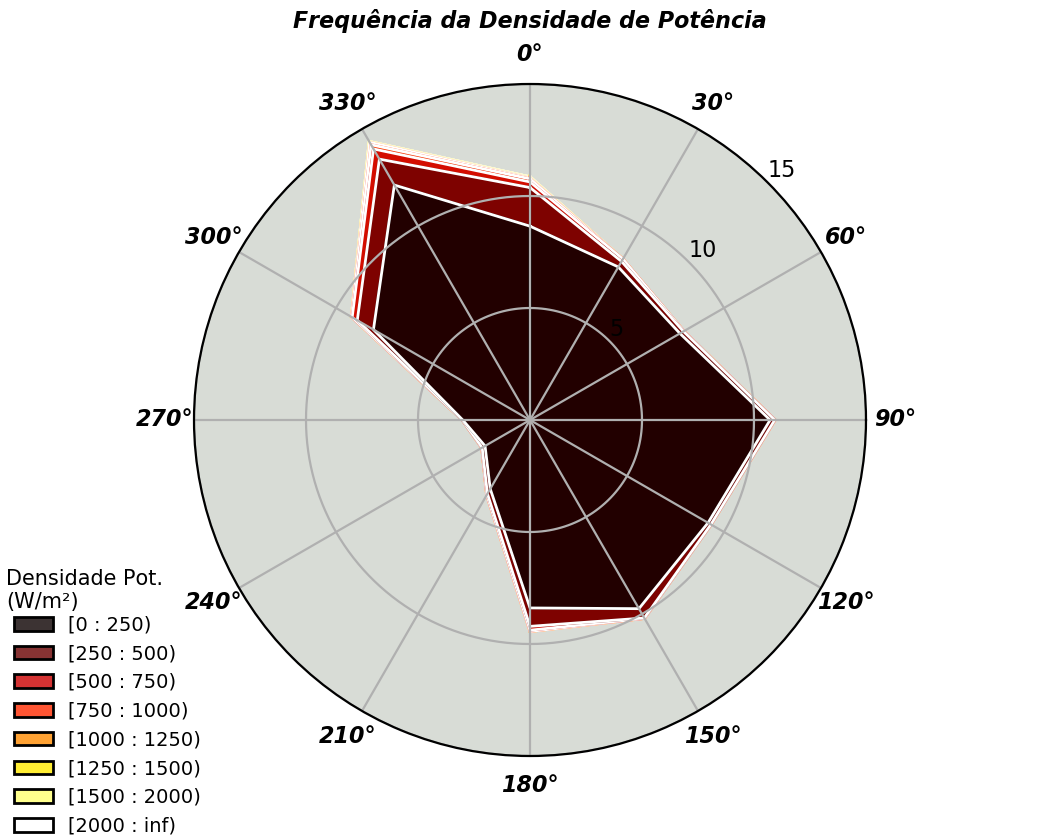 Frequência da Densidade de Potência
0°
330°
30°
15
300°
60°
10
5
270°
90°
240°
120°
210°
150°
180°
Densidade Pot.
(W/m²)
[0 : 250)
[250 : 500)
[500 : 750)
[750 : 1000)
[1000 : 1250)
[1250 : 1500)
[1500 : 2000)
[2000 : inf)